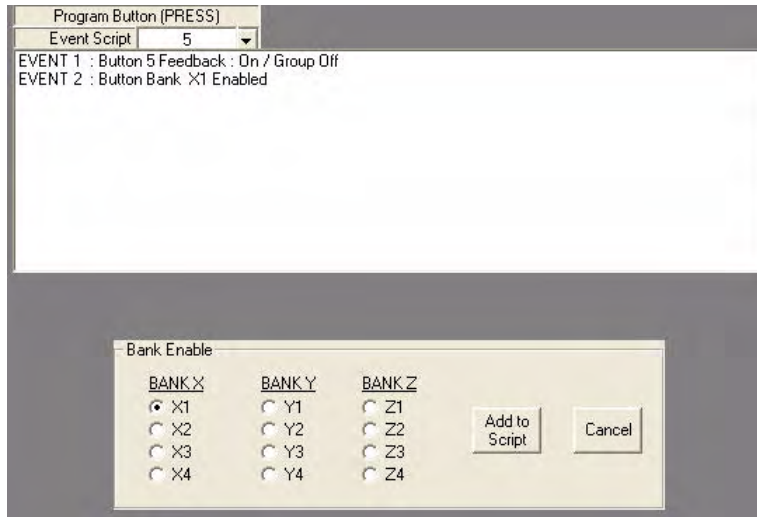 Program Button (PRESS)
Event Script 5
EVENT 1 : Button 5 Feedback : On / Group Off
EVENT 2 : Button Bank X1 Enabled
Bank Enable
BANK X BANK Y BANK Z
X1 Y1 Z1
X2 Y2 Z2
X3 Y3 Z3
X4 Y4 Z4
Add to
Script
Cancel